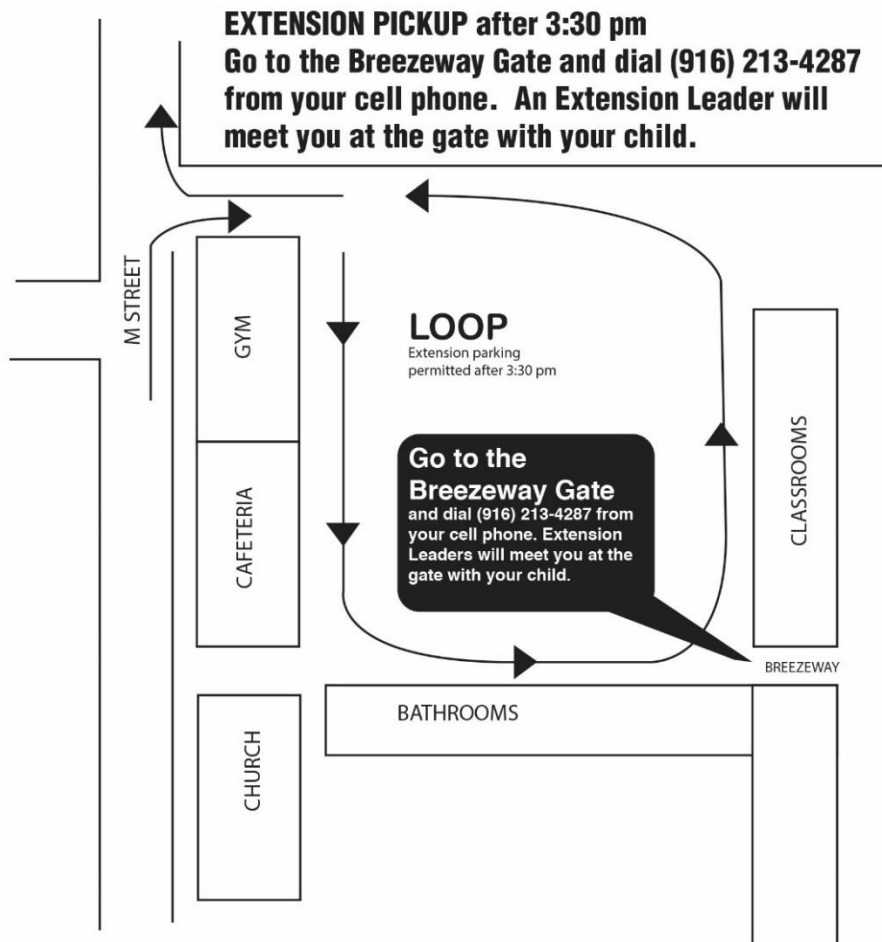 EXTENSION PICKUP after 3:30 pm
Go to the Breezeway Gate and dial (916) 213-4287
from your cell phone.  An Extension Leader will
meet you at the gate with your child.
M STREET
GYM
LOOP
Extension parking
permitted after 3:30 pm
CAFETERIA
Go to the
Breezeway Gate
and dial (916) 213-4287 from
your cell phone. Extension
Leaders will meet you at the
gate with your child.
CLASSROOMS
BREEZEWAY
BATHROOMS
CHURCH